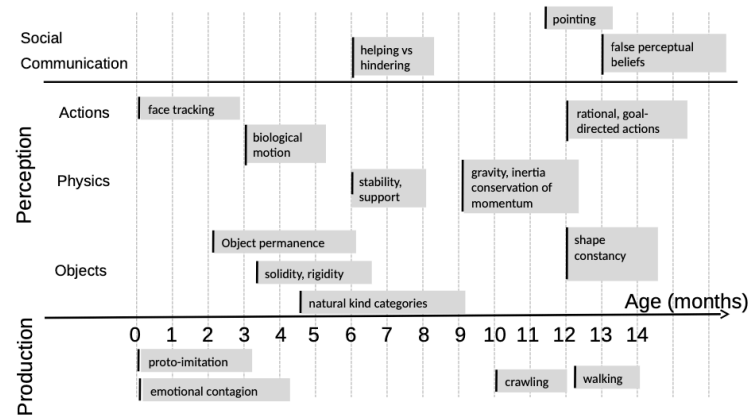 Social
Communication
pointing
helping vs
hindering
false perceptual
beliefs
Perception
Actions
face tracking
biological
motion
rational, goal-
directed actions
Physics
stability,
support
gravity, inertia
conservation of
momentum
Objects
Object permanence
solidity, rigidity
natural kind categories
shape
constancy
Age (months)
0 1 2 3 4 5 6 7 8 9 10 11 12 13 14
Production
proto-imitation
emotional contagion
crawling
walking